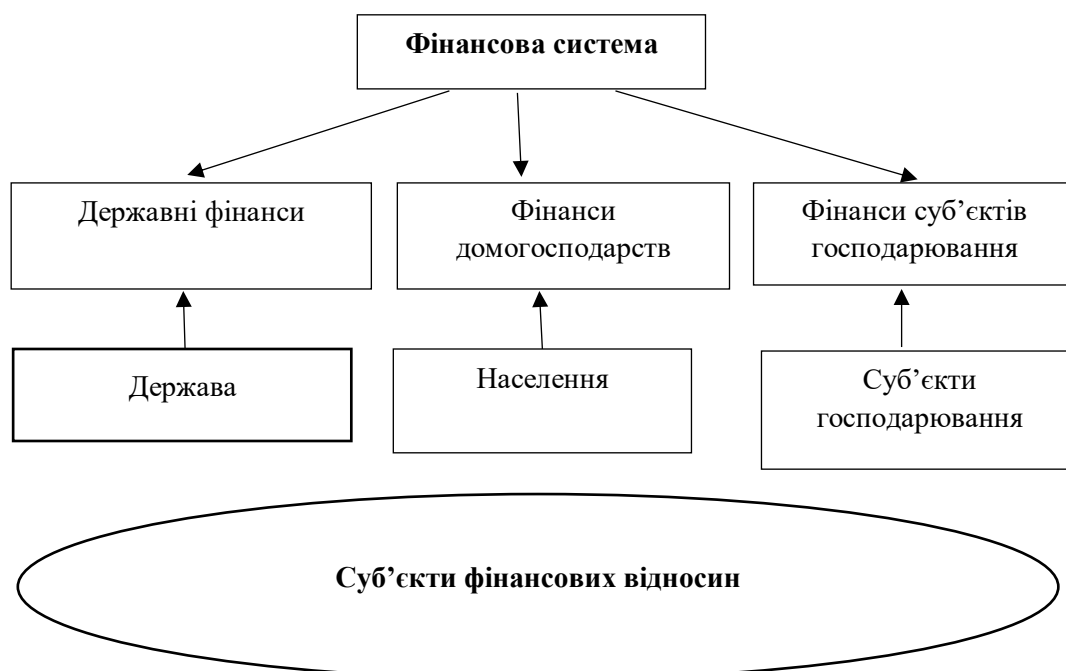 Фінансова система
Державні фінанси
Фінанси
домогосподарств
Фінанси суб’єктів
господарювання
Держава
Населення
Суб’єкти
господарювання
Суб’єкти фінансових відносин